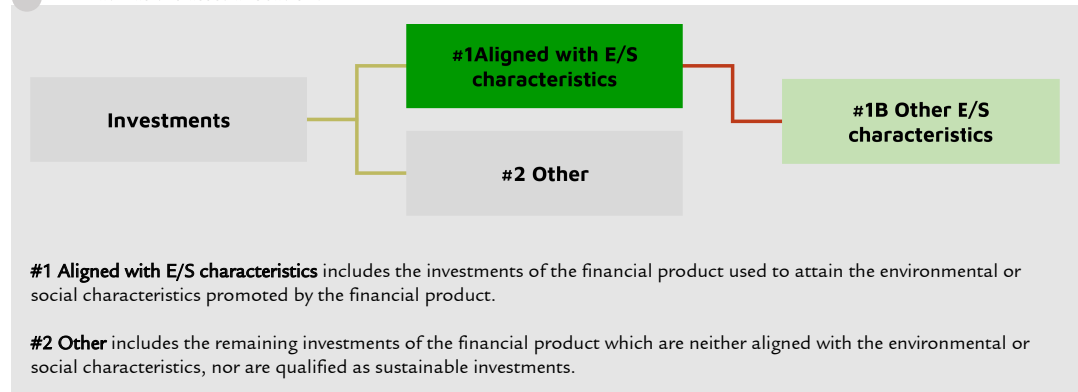 #1Aligned with E/S
characteristics
Investments
#1B Other E/S
characteristics
#2 Other
#1 Aligned with E/S characteristics includes the investments of the financial product used to attain the environmental or
social characteristics promoted by the financial product.
#2 Other includes the remaining investments of the financial product which are neither aligned with the environmental or
social characteristics, nor are qualified as sustainable investments.